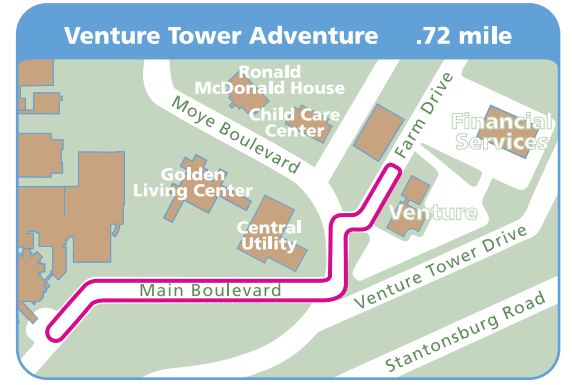 Venture Tower Adventure .72 mile
Ronald
McDonald House
Child Care
Center
Moye Boulevard
Farm Drive
Financial
Services
Golden
Living Center
Venture
Central
Utility
Main Boulevard
Venture Tower Drive
Stantonsburg Road